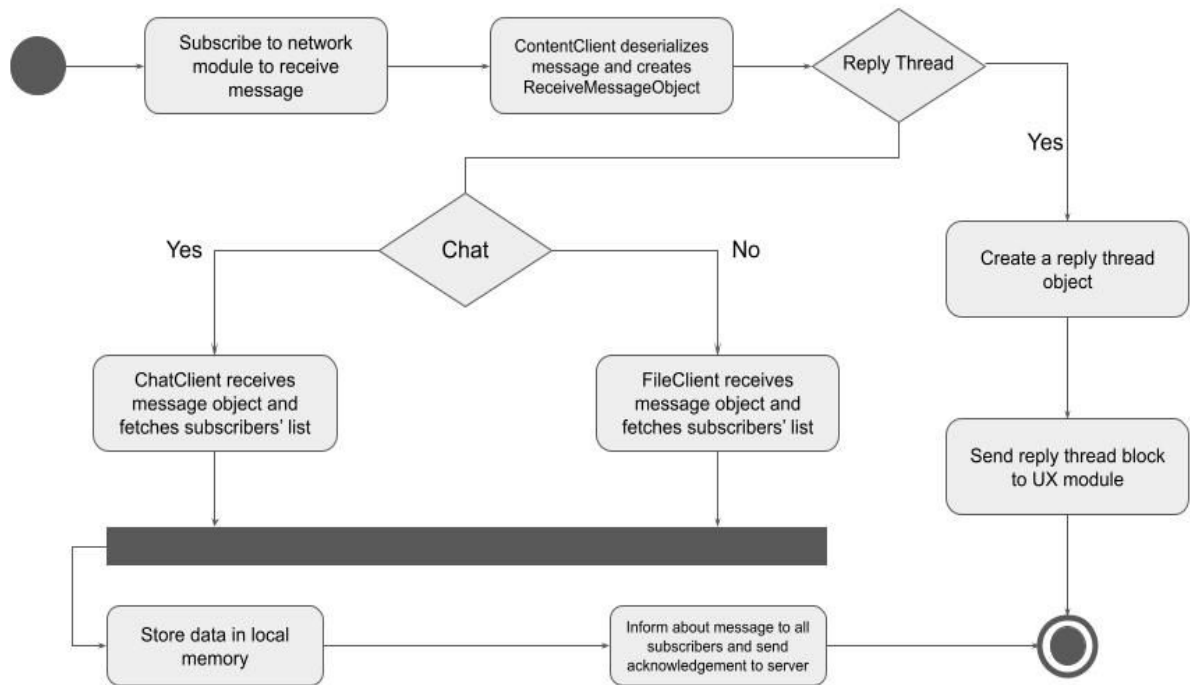 Subscribe to network
module to receive
message
ContentClient deserializes
message and creates
ReceiveMessageObject
Reply Thread
Yes
Yes
Chat
No
Create a reply thread
object
ChatClient receives
message object and
fetches subscribers’ list
FileClient receives
message object and
fetches subscribers’ list
Send reply thread block
to UX module
Store data in local
memory
Inform about message to all
subscribers and send
acknowledgement to server